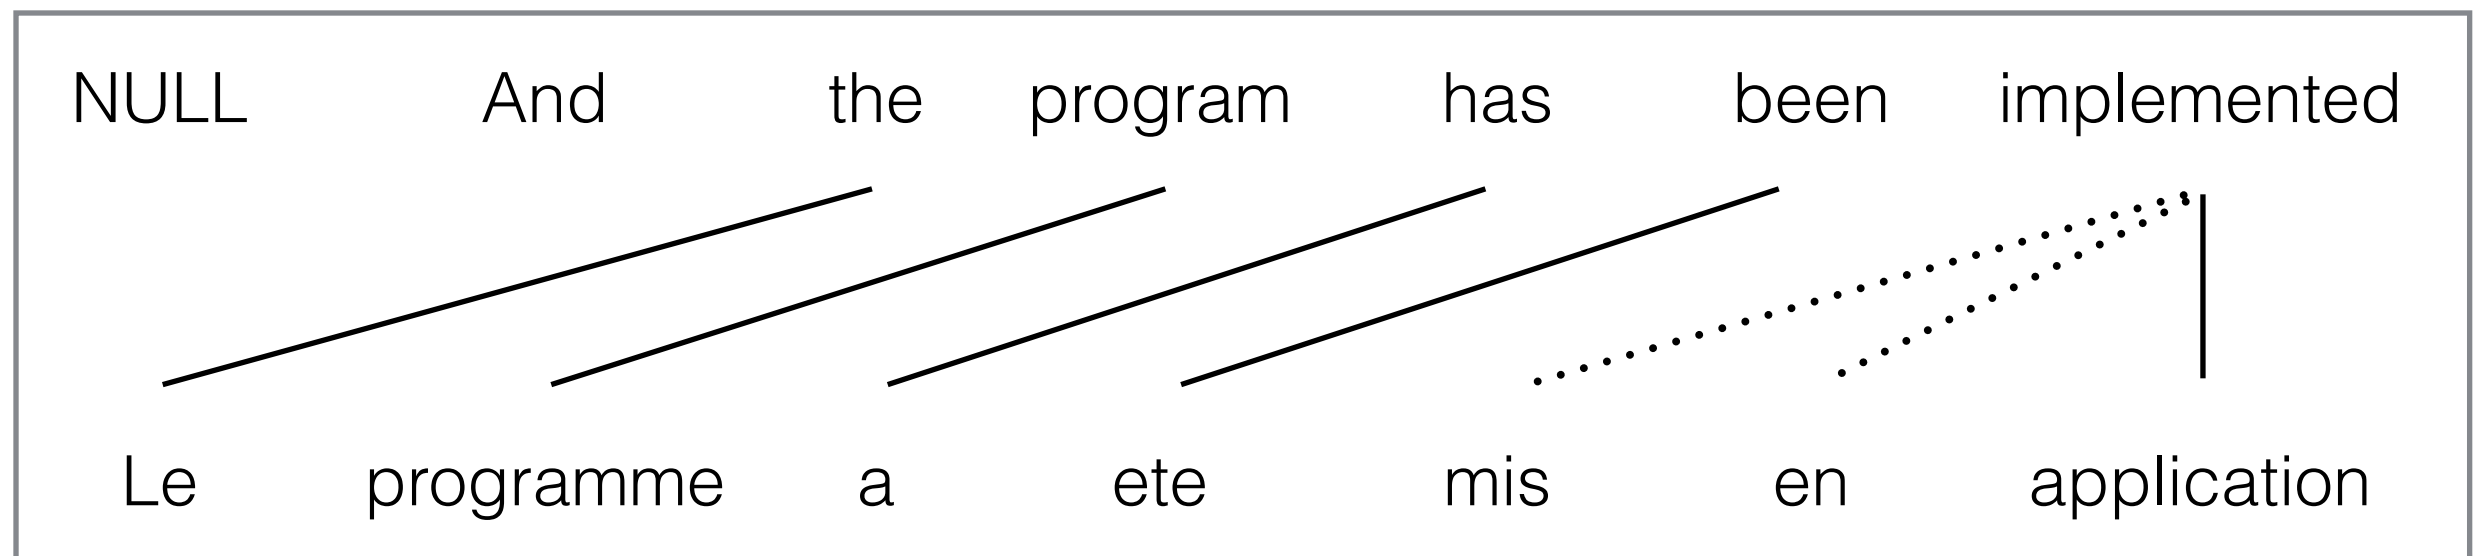 NULL And the program has been implemented
Le programme a ete mis en application